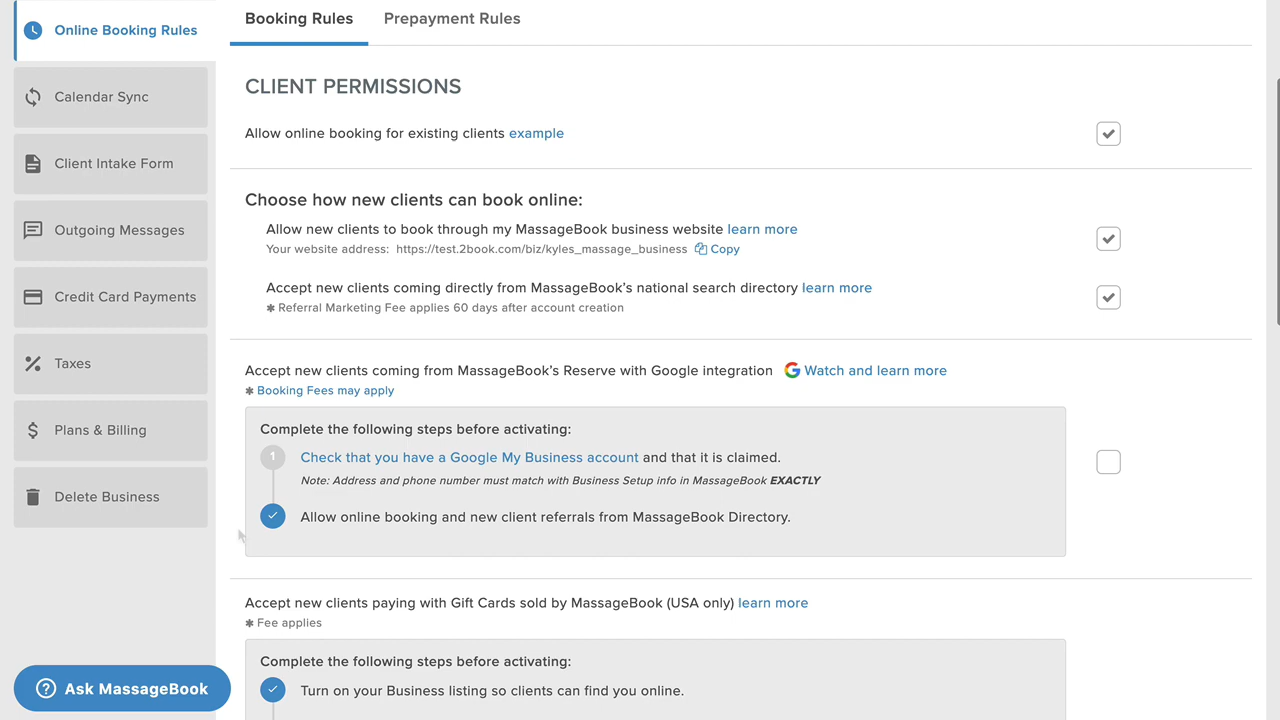 Online Booking Rules
Calendar Sync
Client Intake Form
Outgoing Messages
Credit Card Payments
Taxes
Plans & Billing
Delete Business
Ask MassageBook
Booking Rules
Prepayment Rules
CLIENT PERMISSIONS
Allow online booking for existing clients example
Choose how new clients can book online:
Allow new clients to book through my MassageBook business website learn more
Your website address: https://test.2book.com/biz/kyles_massage_business Copy
Accept new clients coming directly from MassageBook's national search directory learn more
✱ Referral Marketing Fee applies 60 days after account creation
Accept new clients coming from MassageBook's Reserve with Google integration G Watch and learn more
✱ Booking Fees may apply
Complete the following steps before activating:
1 Check that you have a Google My Business account and that it is claimed.
Note: Address and phone number must match with Business Setup info in MassageBook EXACTLY
Allow online booking and new client referrals from MassageBook Directory.
Accept new clients paying with Gift Cards sold by MassageBook (USA only) learn more
✱ Fee applies
Complete the following steps before activating:
Turn on your Business listing so clients can find you online.